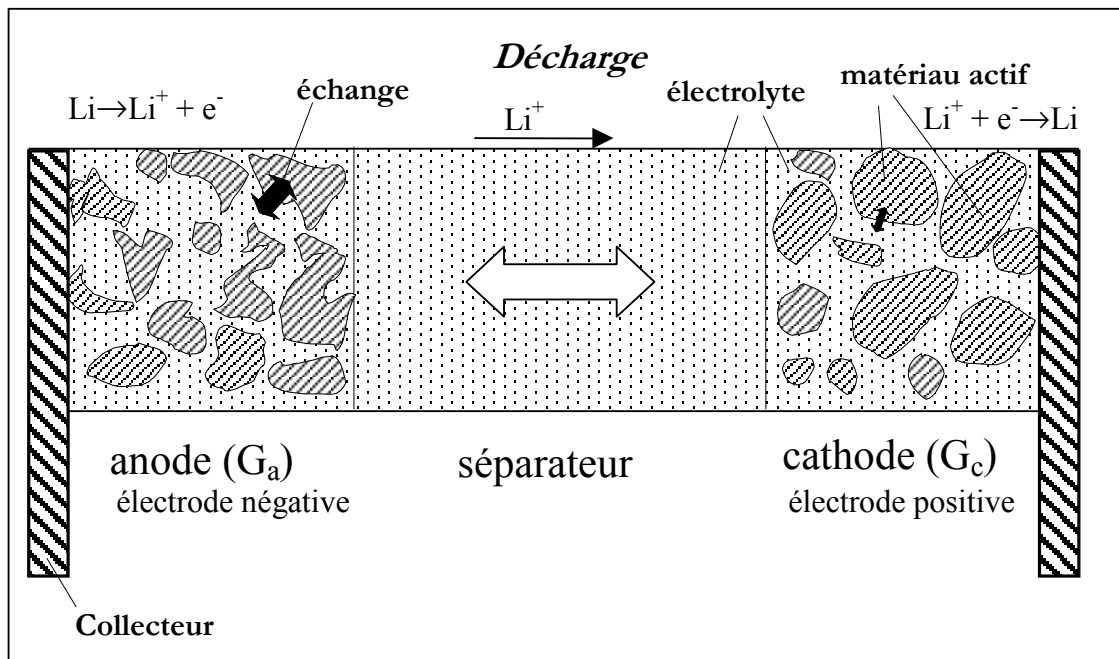 Décharge
échange
électrolyte
matériau actif
Li→Li⁺ + e⁻
Li⁺
Li⁺ + e⁻→Li
anode (Gₐ)
électrode négative
séparateur
cathode (G꜀)
électrode positive
Collecteur